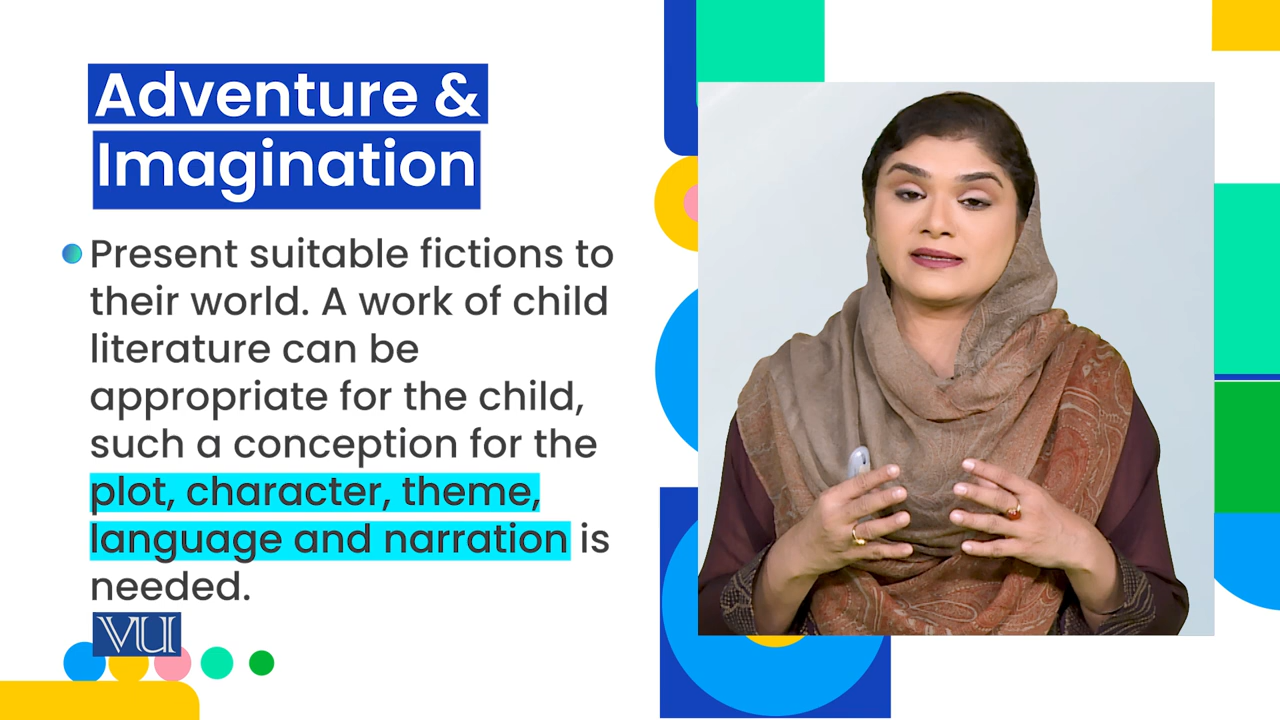 Adventure &
Imagination
Present suitable fictions to
their world. A work of child
literature can be
appropriate for the child,
such a conception for the
plot, character, theme,
language and narration is
needed.
VU